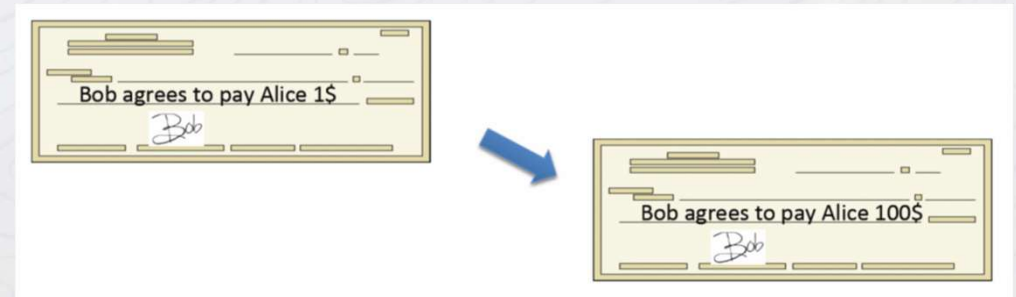 Bob agrees to pay Alice 1$
Bob
Bob agrees to pay Alice 100$
Bob